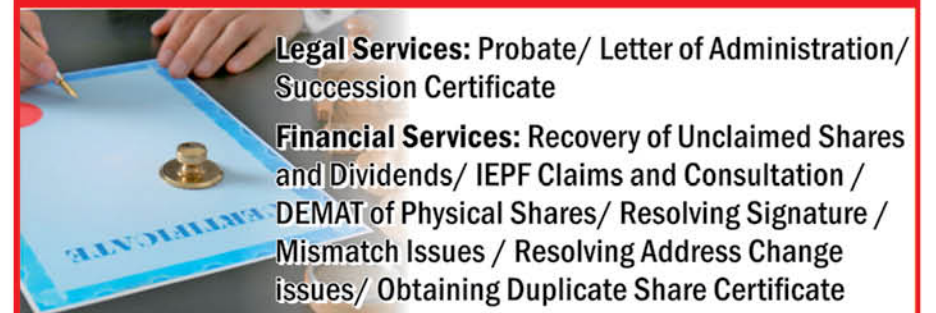 Legal Services: Probate/ Letter of Administration/
Succession Certificate
Financial Services: Recovery of Unclaimed Shares
and Dividends/ IEPF Claims and Consultation /
DEMAT of Physical Shares/ Resolving Signature /
Mismatch Issues / Resolving Address Change
issues/ Obtaining Duplicate Share Certificate
CERTIFICATE